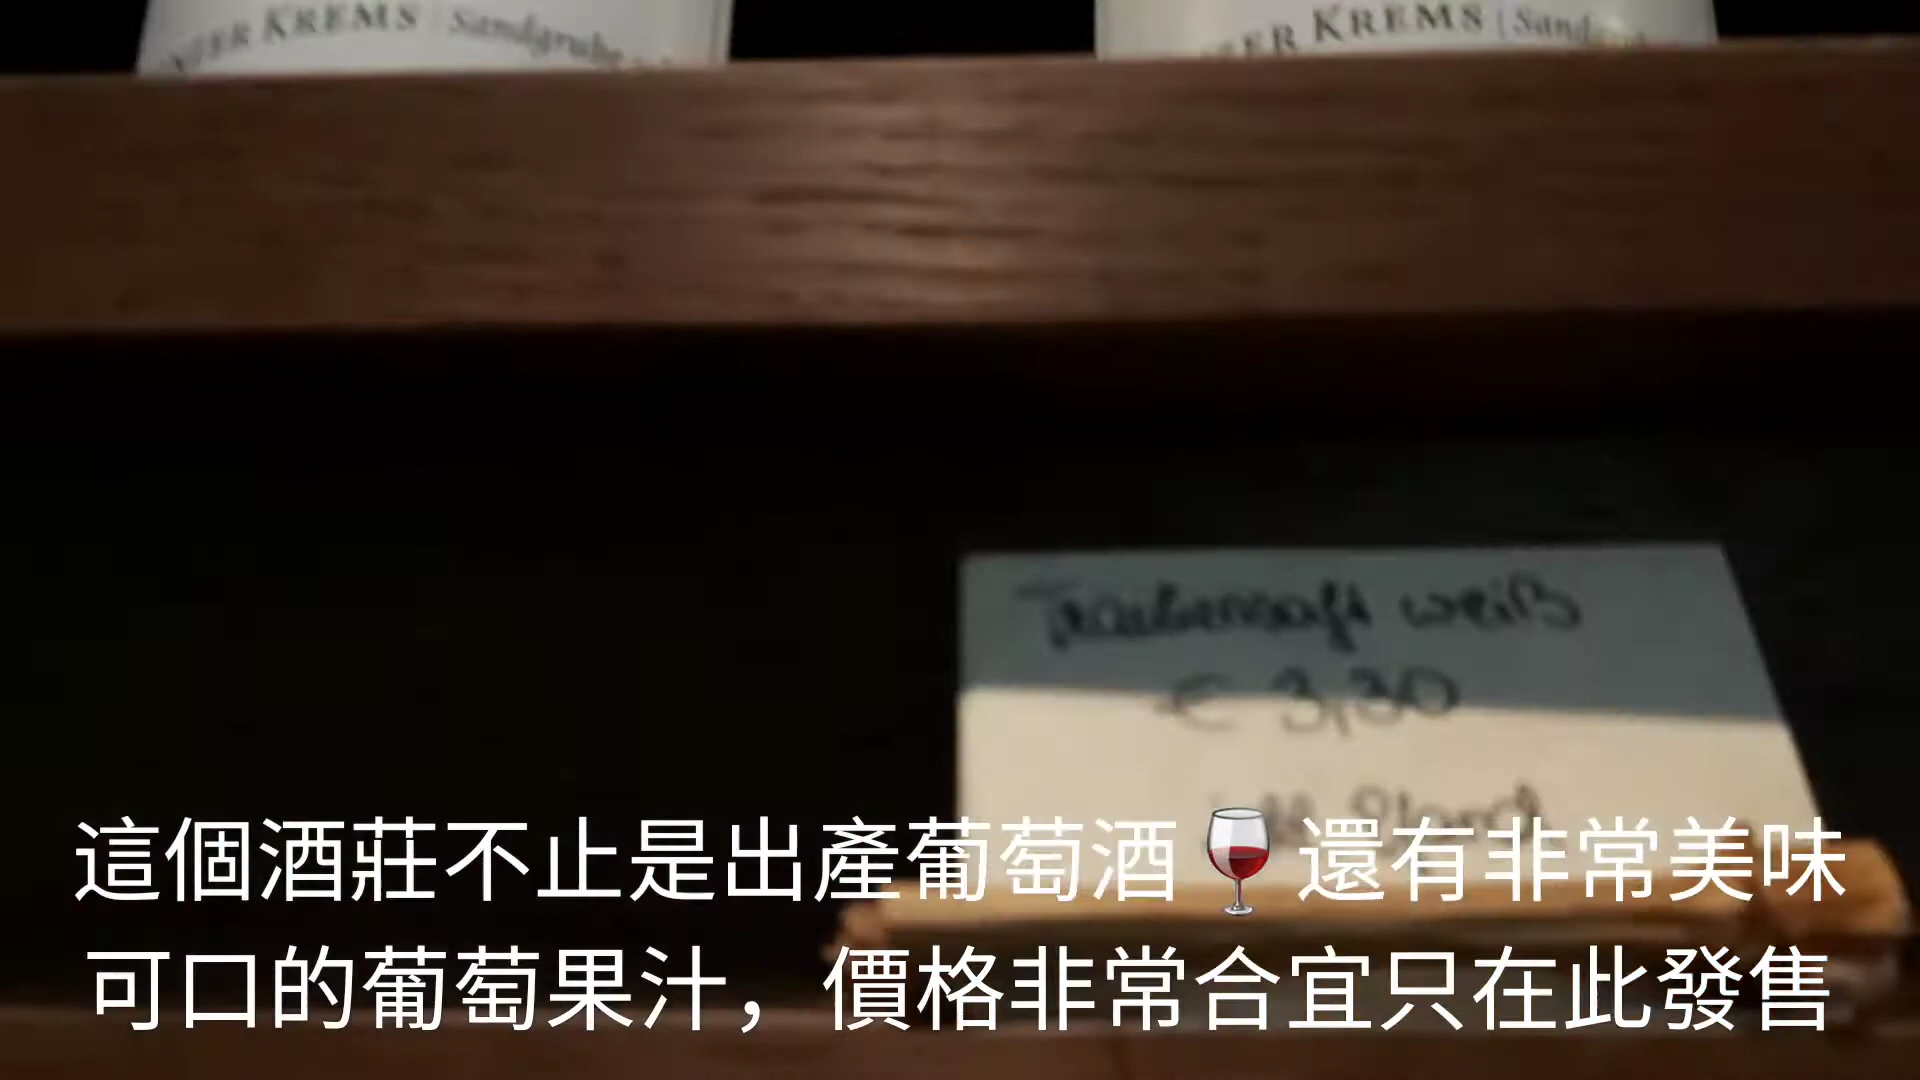 NZER KREMS | Sandgrube
ZER KREMS | Sand
Traubensaft weiß
€ 3,30
這個酒莊不止是出產葡萄酒🍷還有非常美味
可口的葡萄果汁，價格非常合宜只在此發售